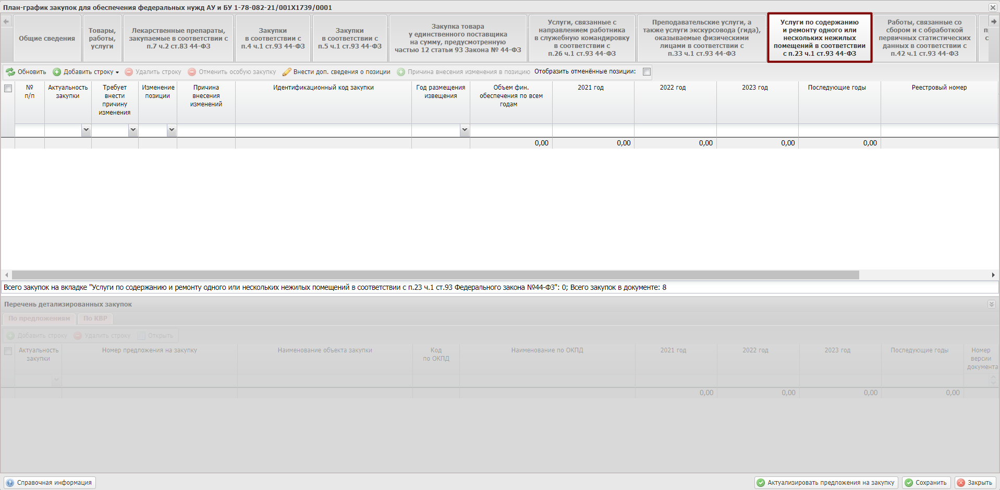 План-график закупок для обеспечения федеральных нужд АУ и БУ 1-78-082-21/001X1739/0001
Общие сведения
Товары,
работы,
услуги
Лекарственные препараты,
закупаемые в соответствии с
п.7 ч.2 ст.83 44-ФЗ
Закупки
в соответствии с
п.4 ч.1 ст.93 44-ФЗ
Закупки
в соответствии с
п.5 ч.1 ст.93 44-ФЗ
Закупка товара
у единственного поставщика
на сумму, предусмотренную
частью 12 статьи 93 Закона № 44-ФЗ
Услуги, связанные с
направлением работника
в служебную командировку
в соответствии с
п.26 ч.1 ст.93 44-ФЗ
Преподавательские услуги, а
также услуги экскурсовода (гида),
оказываемые физическими
лицами в соответствии с
п.33 ч.1 ст.93 44-ФЗ
Услуги по содержанию
и ремонту одного или
нескольких нежилых
помещений в соответствии
с п.23 ч.1 ст.93 44-ФЗ
Работы, связанные со
сбором и с обработкой
первичных статистических
данных в соответствии с
п.42 ч.1 ст.93 44-ФЗ
Обновить Добавить строку Удалить строку Отменить особую закупку Внести доп. сведения о позиции Причина внесения изменения в позицию Отобразить отменённые позиции:
№
п/п
Актуальность
закупки
Требует
внести
причину
изменения
Изменение
позиции
Причина
внесения
изменений
Идентификационный код закупки
Год размещения
извещения
Объем фин.
обеспечения по всем
годам
2021 год
2022 год
2023 год
Последующие годы
Реестровый номер
0,00 0,00 0,00 0,00 0,00
Всего закупок на вкладке "Услуги по содержанию и ремонту одного или нескольких нежилых помещений в соответствии с п.23 ч.1 ст.93 Федерального закона №44-ФЗ": 0; Всего закупок в документе: 8
Перечень детализированных закупок
По предложениям По КВР
Добавить строку Удалить строку Открыть
Актуальность
закупки
Номер предложения на закупку
Наименование объекта закупки
Код
по ОКПД
Наименование по ОКПД
2021 год
2022 год
2023 год
Последующие годы
Номер
версии
документа
0,00 0,00 0,00 0,00
Справочная информация Актуализировать предложения на закупку Сохранить Закрыть